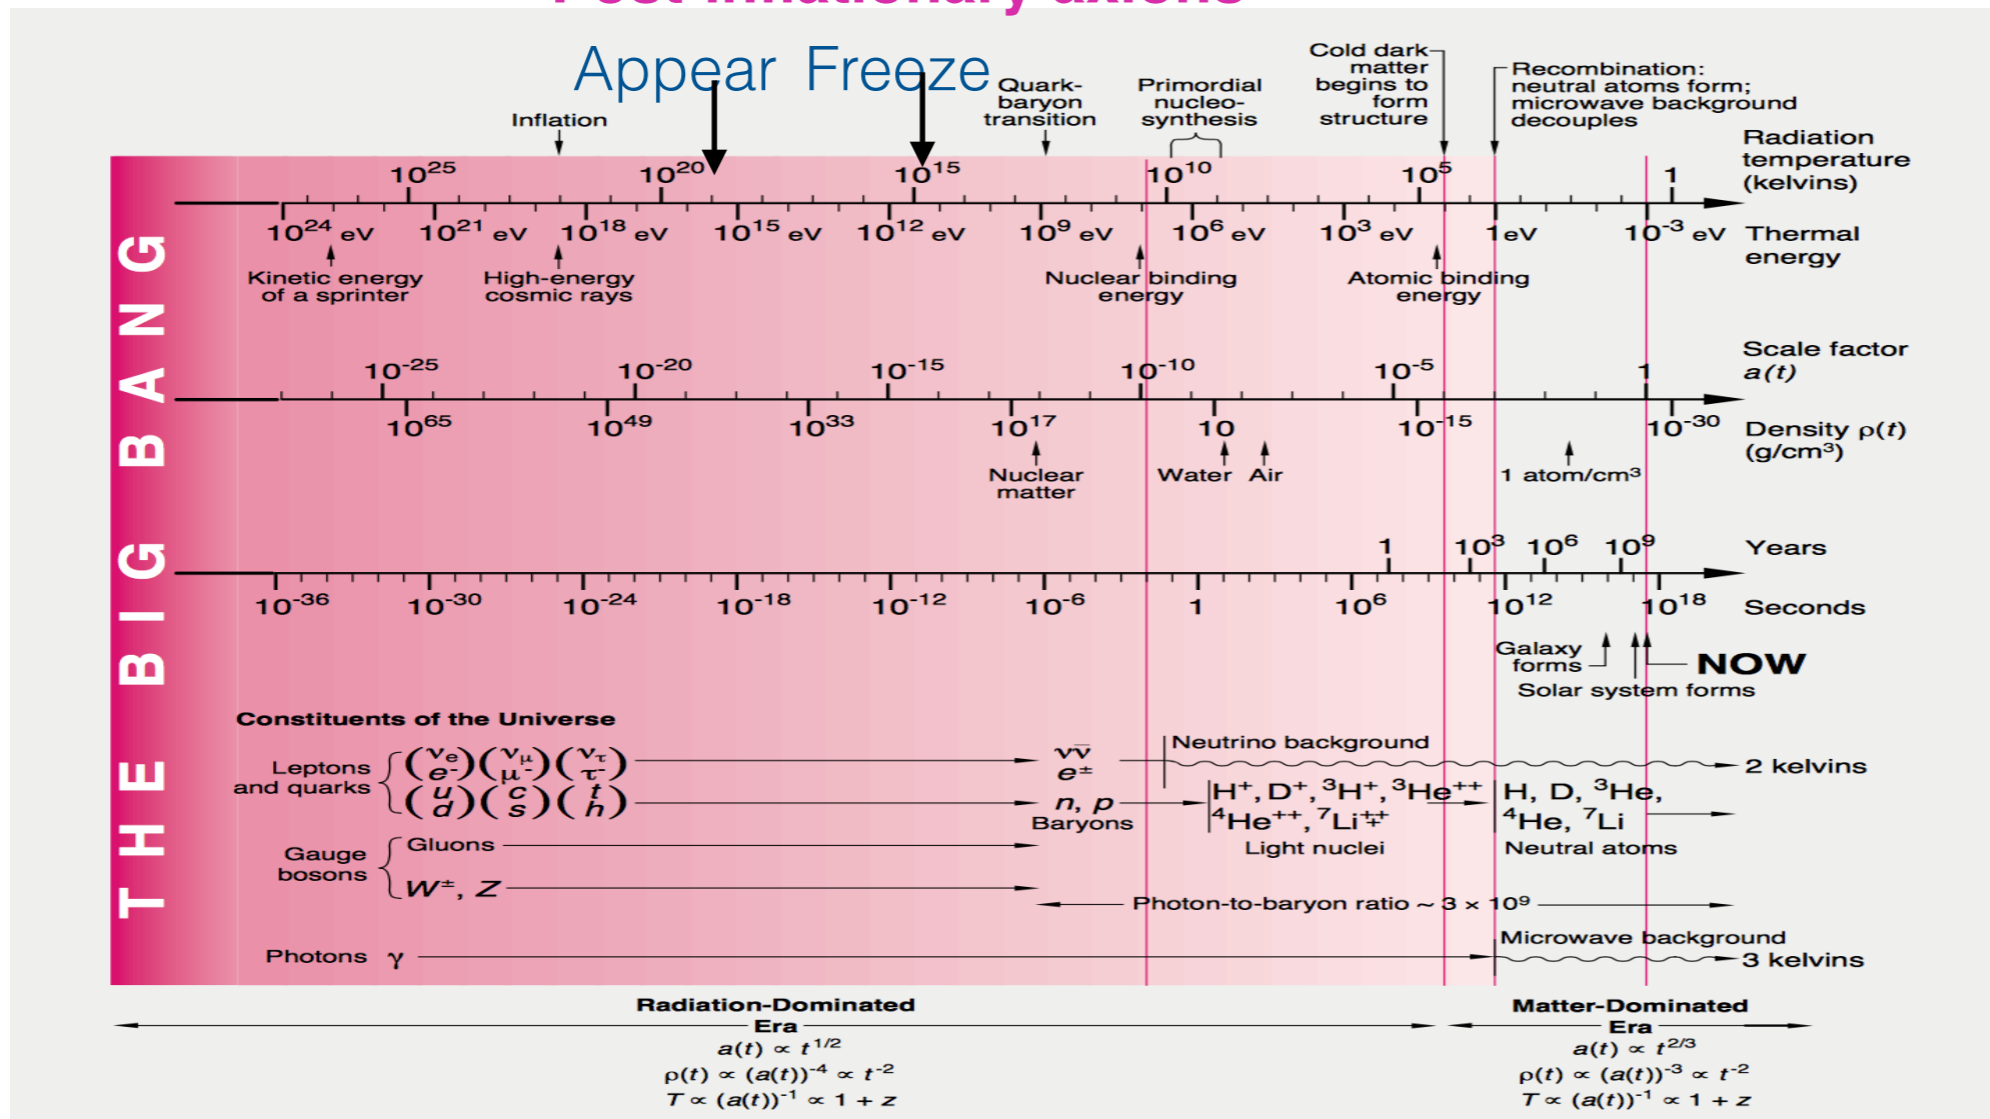 Post-inflationary axions
Appear Freeze
Inflation
Quark-
baryon
transition
Primordial
nucleo-
synthesis
Cold dark
matter
begins to
form
structure
Recombination:
neutral atoms form;
microwave background
decouples
THE BIG BANG
10²⁵ 10²⁰ 10¹⁵ 10¹⁰ 10⁵ 1
Radiation
temperature
(kelvins)
10²⁴ eV 10²¹ eV 10¹⁸ eV 10¹⁵ eV 10¹² eV 10⁹ eV 10⁶ eV 10³ eV 1eV 10⁻³ eV
Thermal
energy
Kinetic energy
of a sprinter
High-energy
cosmic rays
Nuclear binding
energy
Atomic binding
energy
10⁻²⁵ 10⁻²⁰ 10⁻¹⁵ 10⁻¹⁰ 10⁻⁵ 1
Scale factor
a(t)
10⁶⁵ 10⁴⁹ 10³³ 10¹⁷ 10 10⁻¹⁵ 10⁻³⁰
Density ρ(t)
(g/cm³)
Nuclear
matter
Water Air
1 atom/cm³
1 10³ 10⁶ 10⁹ Years
10⁻³⁶ 10⁻³⁰ 10⁻²⁴ 10⁻¹⁸ 10⁻¹² 10⁻⁶ 1 10⁶ 10¹² 10¹⁸ Seconds
Galaxy
forms
NOW
Solar system forms
Constituents of the Universe
Leptons
and quarks
(νe) (νμ) (ντ)
(e⁻) (μ⁻) (τ⁻)
(u) (c) (t)
(d) (s) (h)
νν̄
e±
n, p
Baryons
Neutrino background
2 kelvins
H⁺, D⁺, ³H⁺, ³He⁺⁺
⁴He⁺⁺, ⁷Li⁺⁺⁺
Light nuclei
H, D, ³He,
⁴He, ⁷Li
Neutral atoms
Gauge
bosons
Gluons
W±, Z
Photon-to-baryon ratio ~ 3 × 10⁹
Photons γ
Microwave background
3 kelvins
Radiation-Dominated
Era
a(t) ∝ t^1/2
ρ(t) ∝ (a(t))⁻⁴ ∝ t⁻²
T ∝ (a(t))⁻¹ ∝ 1 + z
Matter-Dominated
Era
a(t) ∝ t^2/3
ρ(t) ∝ (a(t))⁻³ ∝ t⁻²
T ∝ (a(t))⁻¹ ∝ 1 + z